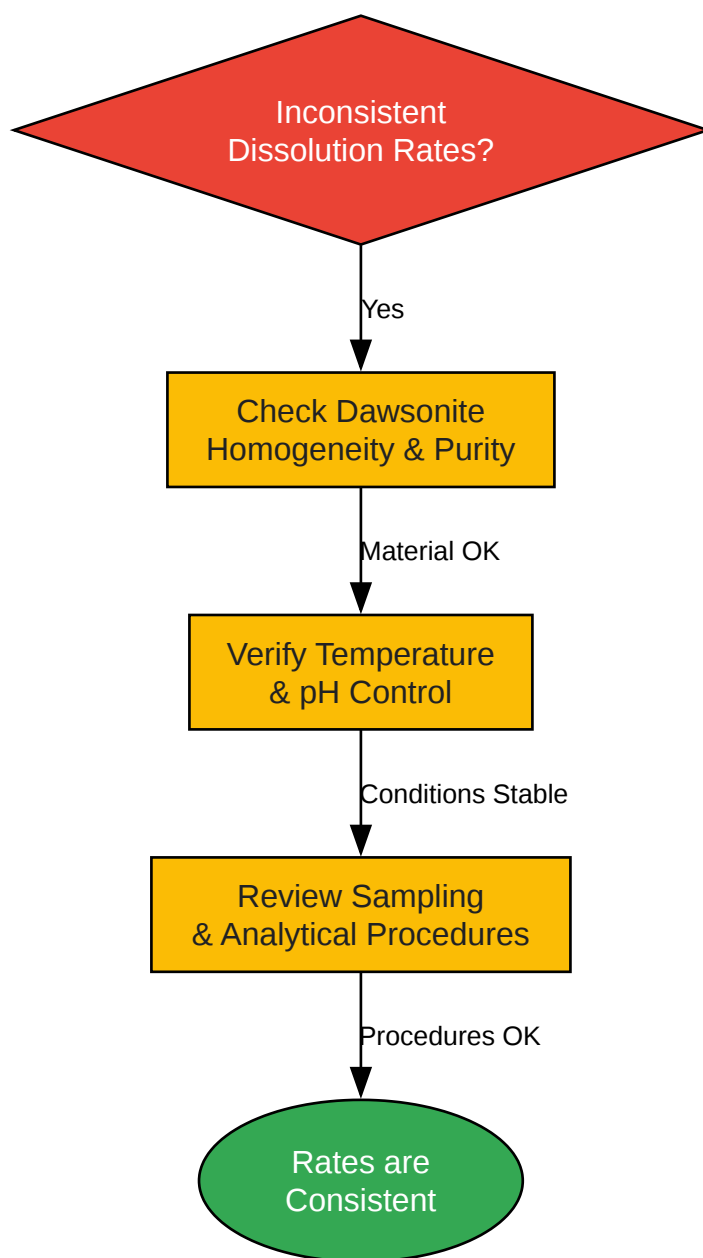 Inconsistent
Dissolution Rates?
Yes
Check Dawsonite
Homogeneity & Purity
Material OK
Verify Temperature
& pH Control
Conditions Stable
Review Sampling
& Analytical Procedures
Procedures OK
Rates are
Consistent